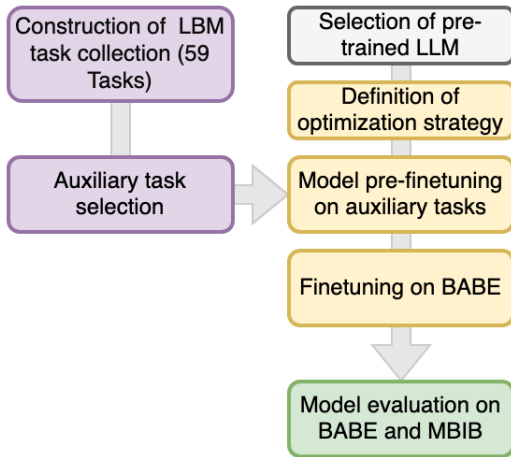 Construction of LBM
task collection (59
Tasks)
Auxiliary task
selection
Selection of pre-
trained LLM
Definition of
optimization strategy
Model pre-finetuning
on auxiliary tasks
Finetuning on BABE
Model evaluation on
BABE and MBIB